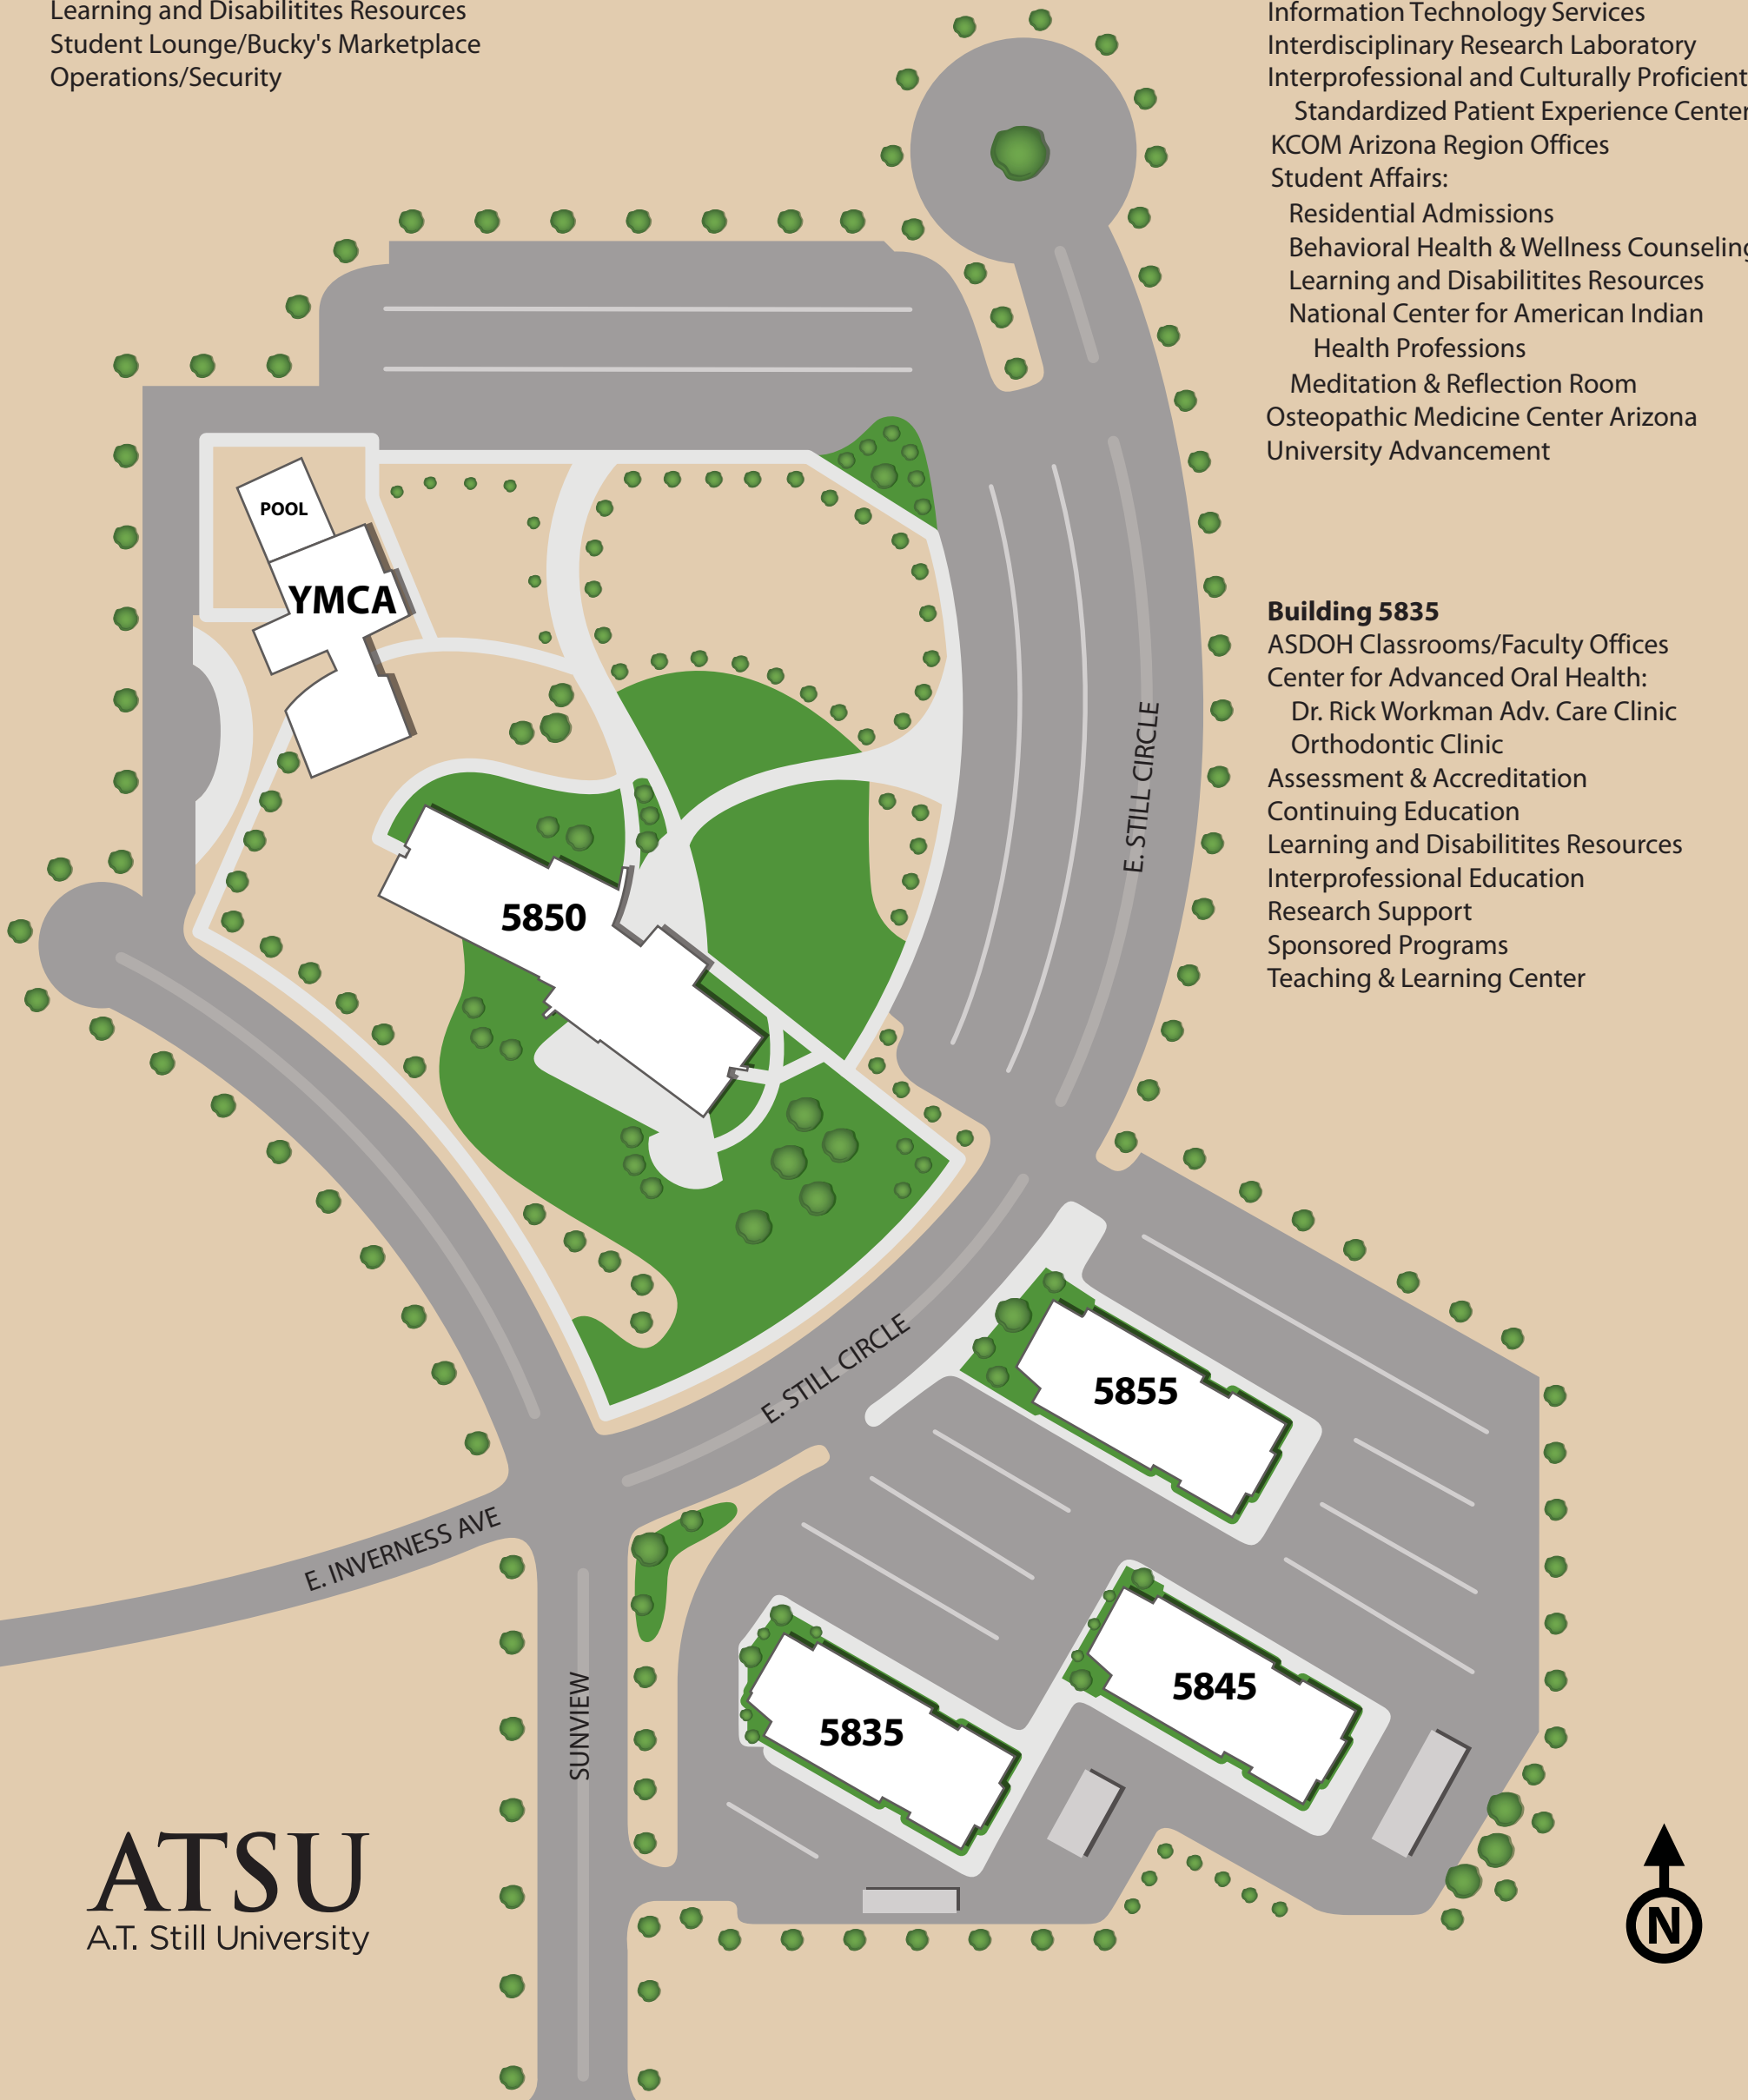 Learning and Disabilitites Resources
Student Lounge/Bucky's Marketplace
Operations/Security
Information Technology Services
Interdisciplinary Research Laboratory
Interprofessional and Culturally Proficient
Standardized Patient Experience Center
KCOM Arizona Region Offices
Student Affairs:
Residential Admissions
Behavioral Health & Wellness Counseling
Learning and Disabilitites Resources
National Center for American Indian
Health Professions
Meditation & Reflection Room
Osteopathic Medicine Center Arizona
University Advancement
Building 5835
ASDOH Classrooms/Faculty Offices
Center for Advanced Oral Health:
Dr. Rick Workman Adv. Care Clinic
Orthodontic Clinic
Assessment & Accreditation
Continuing Education
Learning and Disabilitites Resources
Interprofessional Education
Research Support
Sponsored Programs
Teaching & Learning Center
POOL
YMCA
E. STILL CIRCLE
5850
E. STILL CIRCLE
5855
E. INVERNESS AVE
SUNVIEW
5845
5835
ATSU
A.T. Still University
N